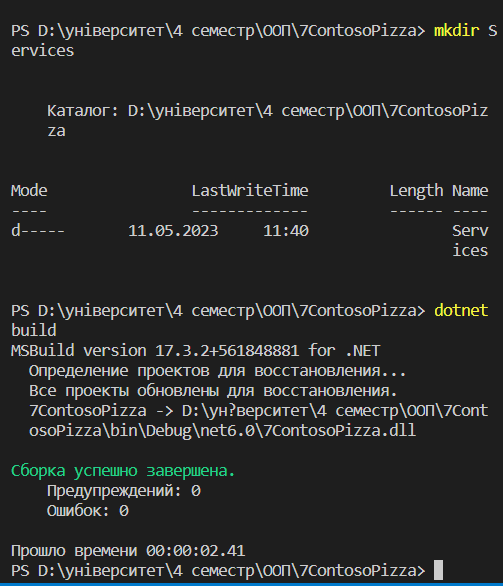 PS D:\університет\4 семестр\ООП\7ContosoPizza> mkdir S
ervices
Каталог: D:\університет\4 семестр\ООП\7ContosoPiz
za
Mode LastWriteTime Length Name
---- ------------- ------ ----
d----- 11.05.2023 11:40 Serv
ices
PS D:\університет\4 семестр\ООП\7ContosoPizza> dotnet
build
MSBuild version 17.3.2+561848881 for .NET
Определение проектов для восстановления...
Все проекты обновлены для восстановления.
7ContosoPizza -> D:\ун?верситет\4 семестр\ООП\7Cont
osoPizza\bin\Debug\net6.0\7ContosoPizza.dll
Сборка успешно завершена.
Предупреждений: 0
Ошибок: 0
Прошло времени 00:00:02.41
PS D:\університет\4 семестр\ООП\7ContosoPizza>